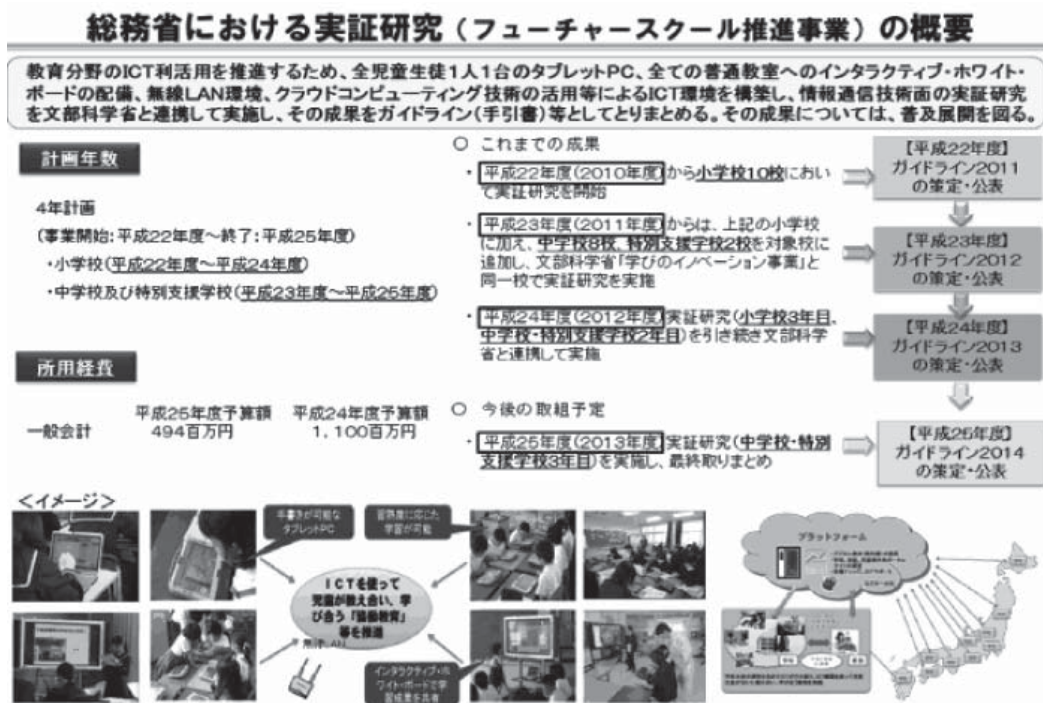 総務省における実証研究（フューチャースクール推進事業）の概要
教育分野のICT利活用を推進するため、全児童生徒1人1台のタブレットPC、全ての普通教室へのインタラクティブ・ホワイト・
ボードの配備、無線LAN環境、クラウドコンピューティング技術の活用等によるICT環境を構築し、情報通信技術面の実証研究
を文部科学省と連携して実施し、その成果をガイドライン(手引書)等としてとりまとめる。その成果については、普及展開を図る。
計画年数
4年計画
(事業開始:平成22年度～終了:平成25年度)
・小学校(平成22年度～平成24年度)
・中学校及び特別支援学校(平成23年度～平成25年度)
所用経費
平成25年度予算額 平成24年度予算額
一般会計 494百万円 1,100百万円
○ これまでの成果
・平成22年度(2010年度)から小学校10校におい
て実証研究を開始
・平成23年度(2011年度)からは、上記の小学校
に加え、中学校8校、特別支援学校2校を対象校に
追加し、文部科学省「学びのイノベーション事業」と
同一校で実証研究を実施
・平成24年度(2012年度)実証研究(小学校3年目、
中学校・特別支援学校2年目)を引き続き文部科学
省と連携して実施
○ 今後の取組予定
・平成25年度(2013年度)実証研究(中学校・特別
支援学校3年目)を実施し、最終取りまとめ
【平成22年度】
ガイドライン2011
の策定・公表
【平成23年度】
ガイドライン2012
の策定・公表
【平成24年度】
ガイドライン2013
の策定・公表
【平成25年度】
ガイドライン2014
の策定・公表
＜イメージ＞
手書きが可能な
タブレットPC
習熟度に応じた
学習が可能
ICTを使って
児童が教え合い、学
び合う「協働教育」
等を推進
無線LAN
インタラクティブ・ホ
ワイト・ボードで学
習成果を共有
プラットフォーム